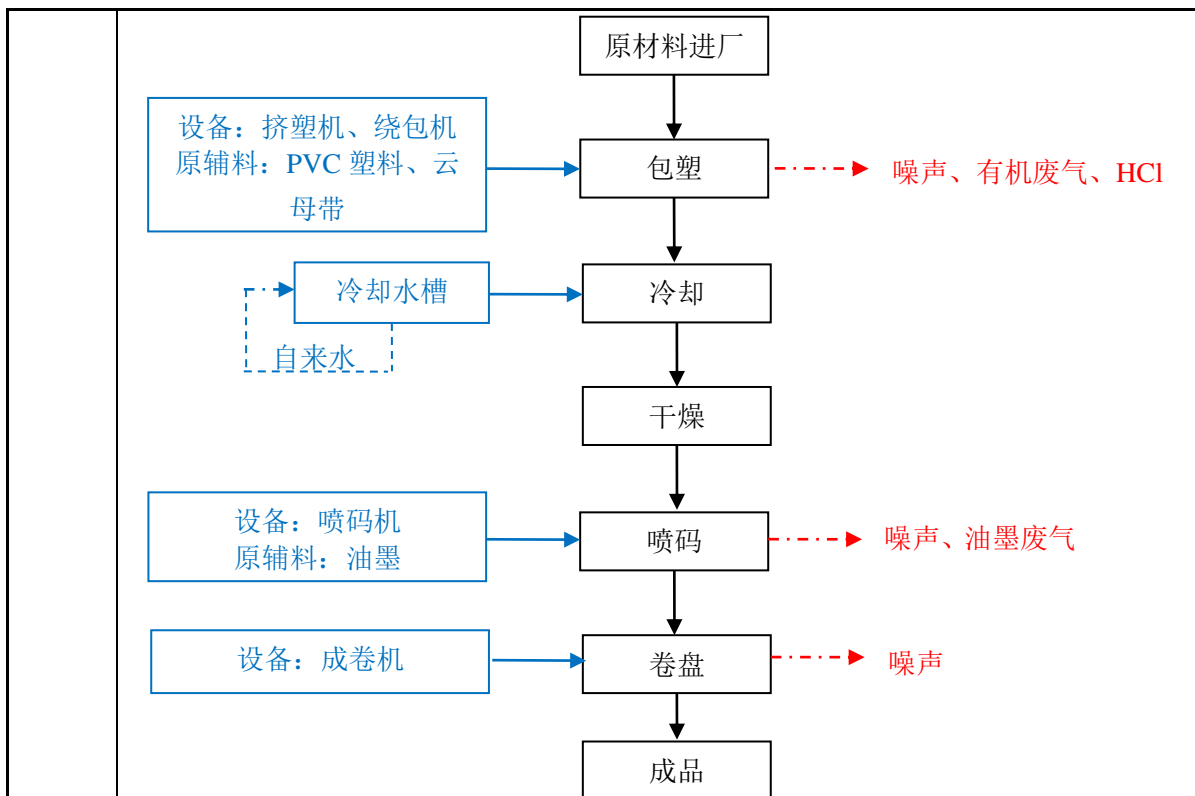 原材料进厂
设备：挤塑机、绕包机
原辅料：PVC 塑料、云
母带
包塑
噪声、有机废气、HCl
冷却水槽
冷却
自来水
干燥
设备：喷码机
原辅料：油墨
喷码
噪声、油墨废气
设备：成卷机
卷盘
噪声
成品